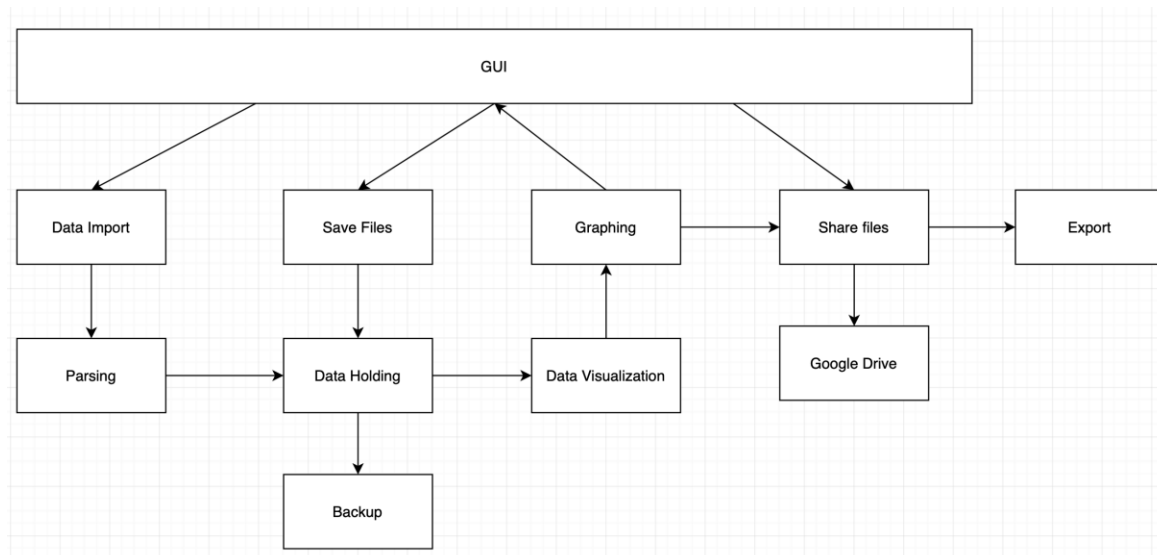 GUI
Data Import
Save Files
Graphing
Share files
Export
Parsing
Data Holding
Data Visualization
Google Drive
Backup